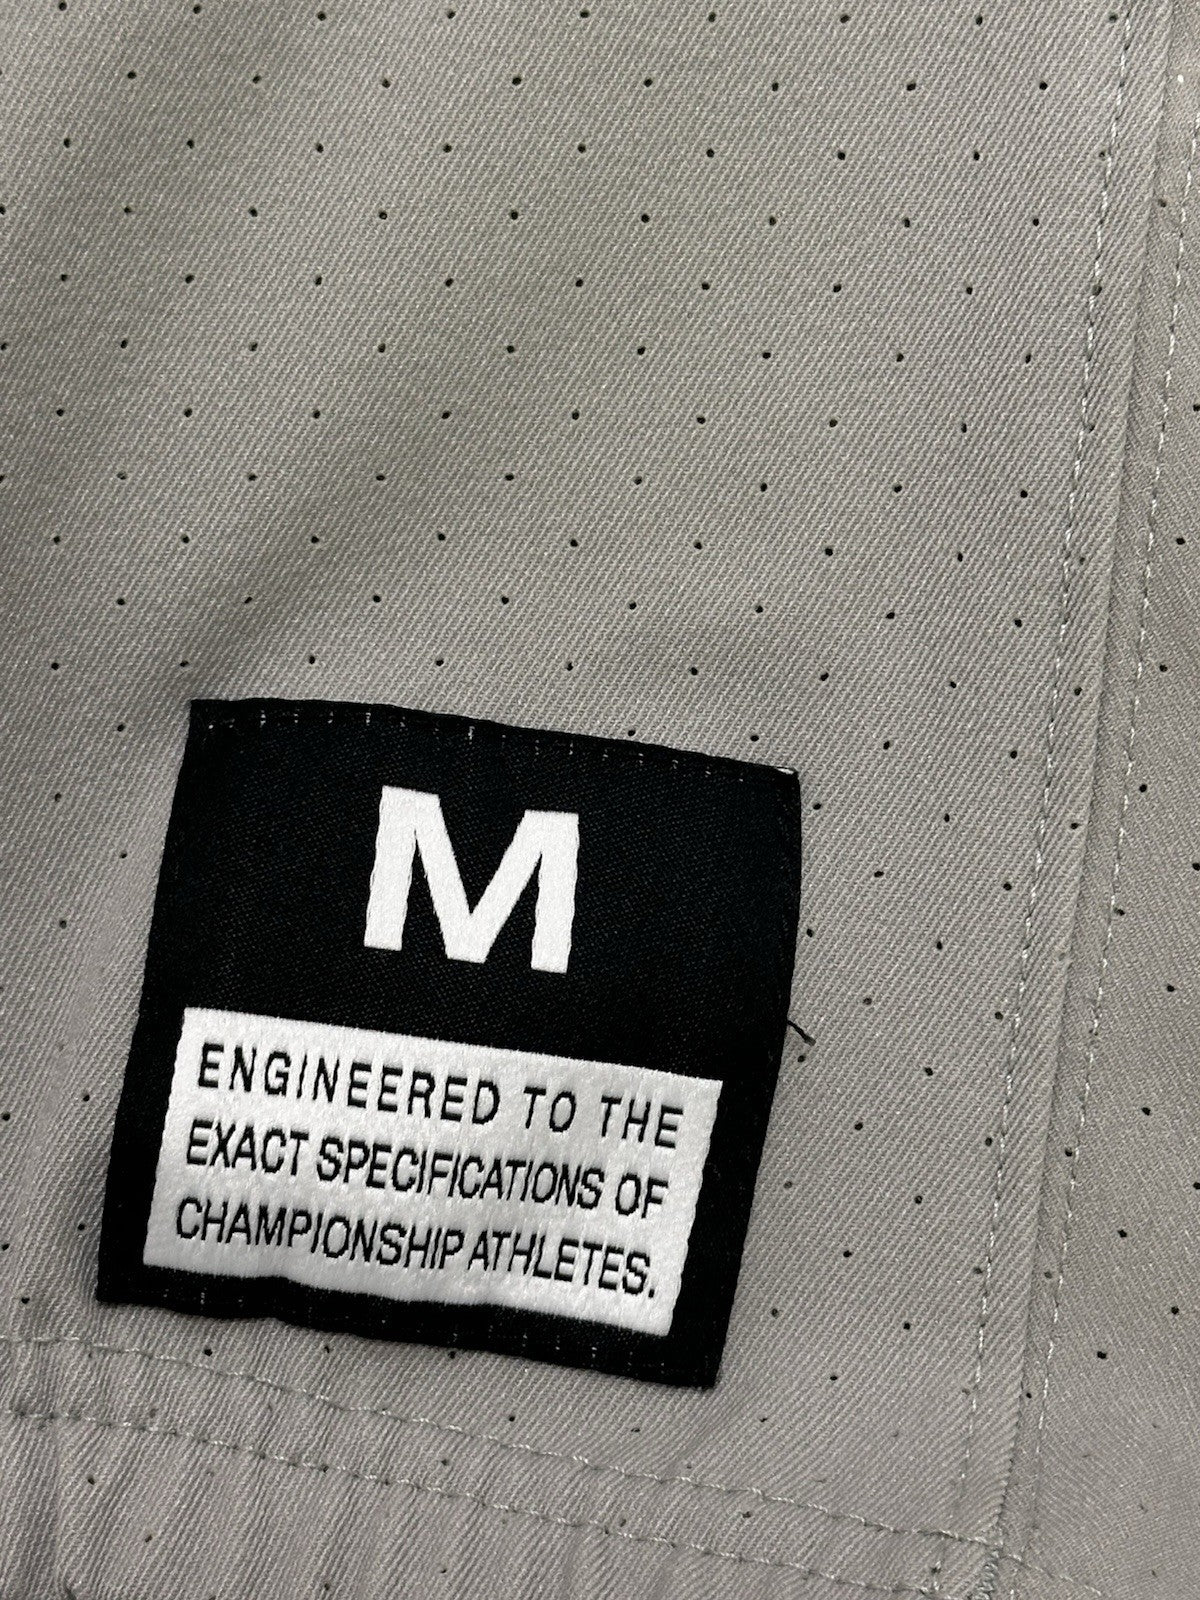 M
ENGINEERED TO THE
EXACT SPECIFICATIONS OF
CHAMPIONSHIP ATHLETES.